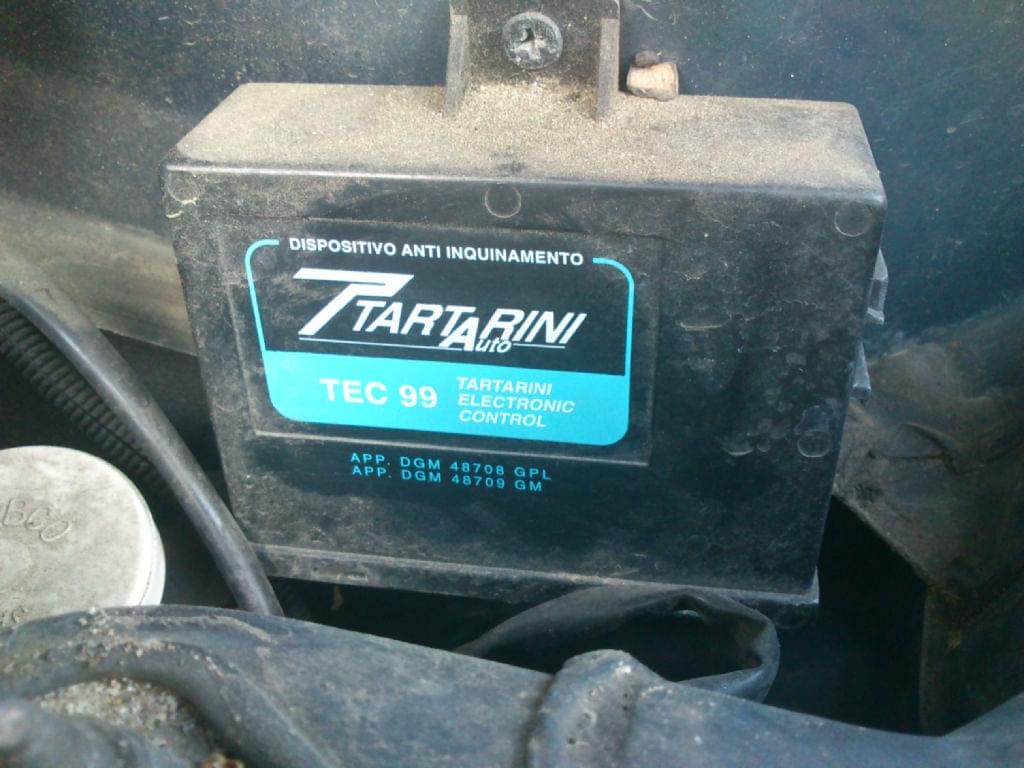 DISPOSITIVO ANTI INQUINAMENTO
TARTARINI
Auto
TEC 99
TARTARINI
ELECTRONIC
CONTROL
APP. DGM 48708 GPL
APP. DGM 48709 GM